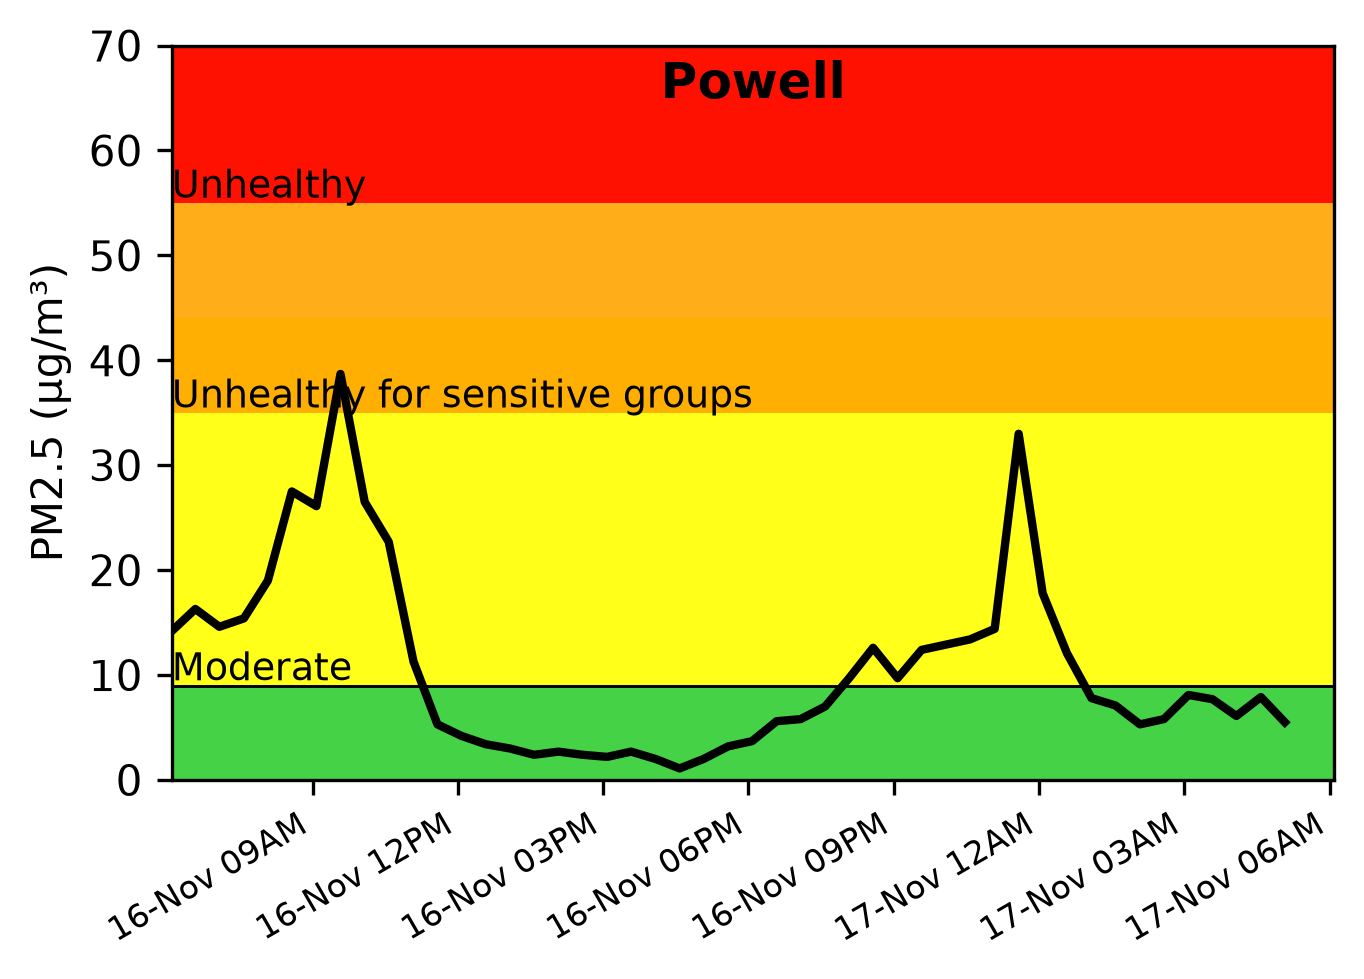 Powell
70
60
50
40
30
20
10
0
PM2.5 (µg/m³)
Unhealthy
Unhealthy for sensitive groups
Moderate
16-Nov 09AM
16-Nov 12PM
16-Nov 03PM
16-Nov 06PM
16-Nov 09PM
17-Nov 12AM
17-Nov 03AM
17-Nov 06AM